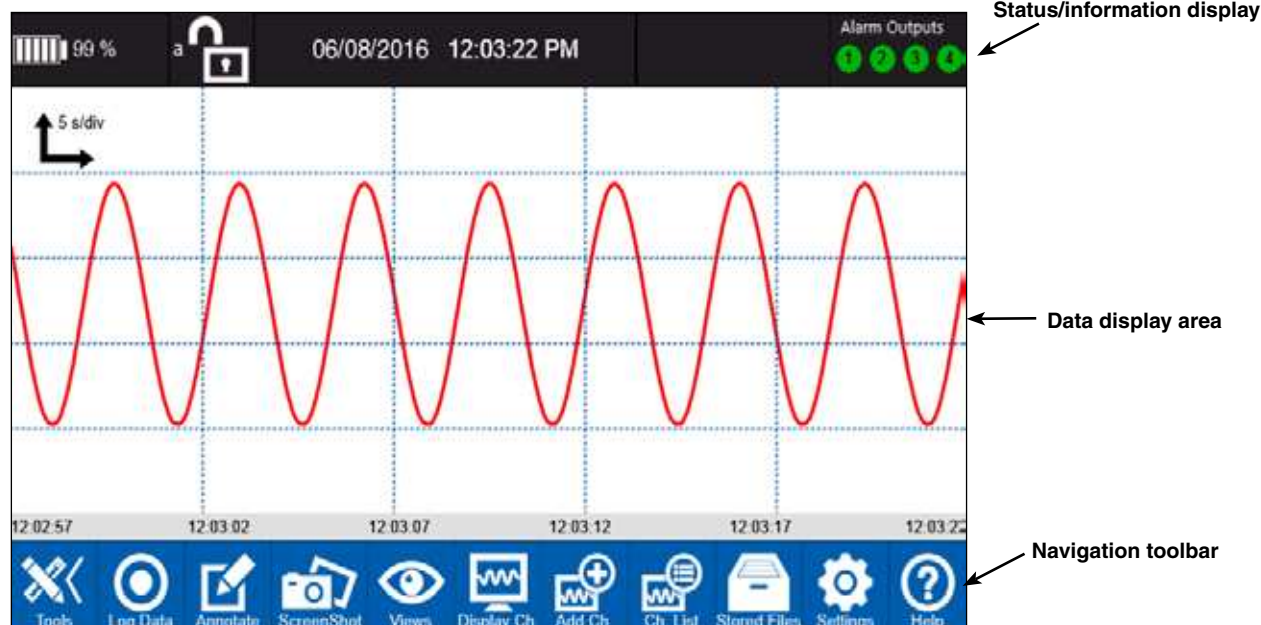 Status/information display
99 %
a
06/08/2016 12:03:22 PM
Alarm Outputs
1 2 3 4
5 s/div
Data display area
12:02:57 12:03:02 12:03:07 12:03:12 12:03:17 12:03:22
Navigation toolbar
Tools Log Data Annotate ScreenShot Views Display Ch. Add Ch. Ch. List Stored Files Settings Help